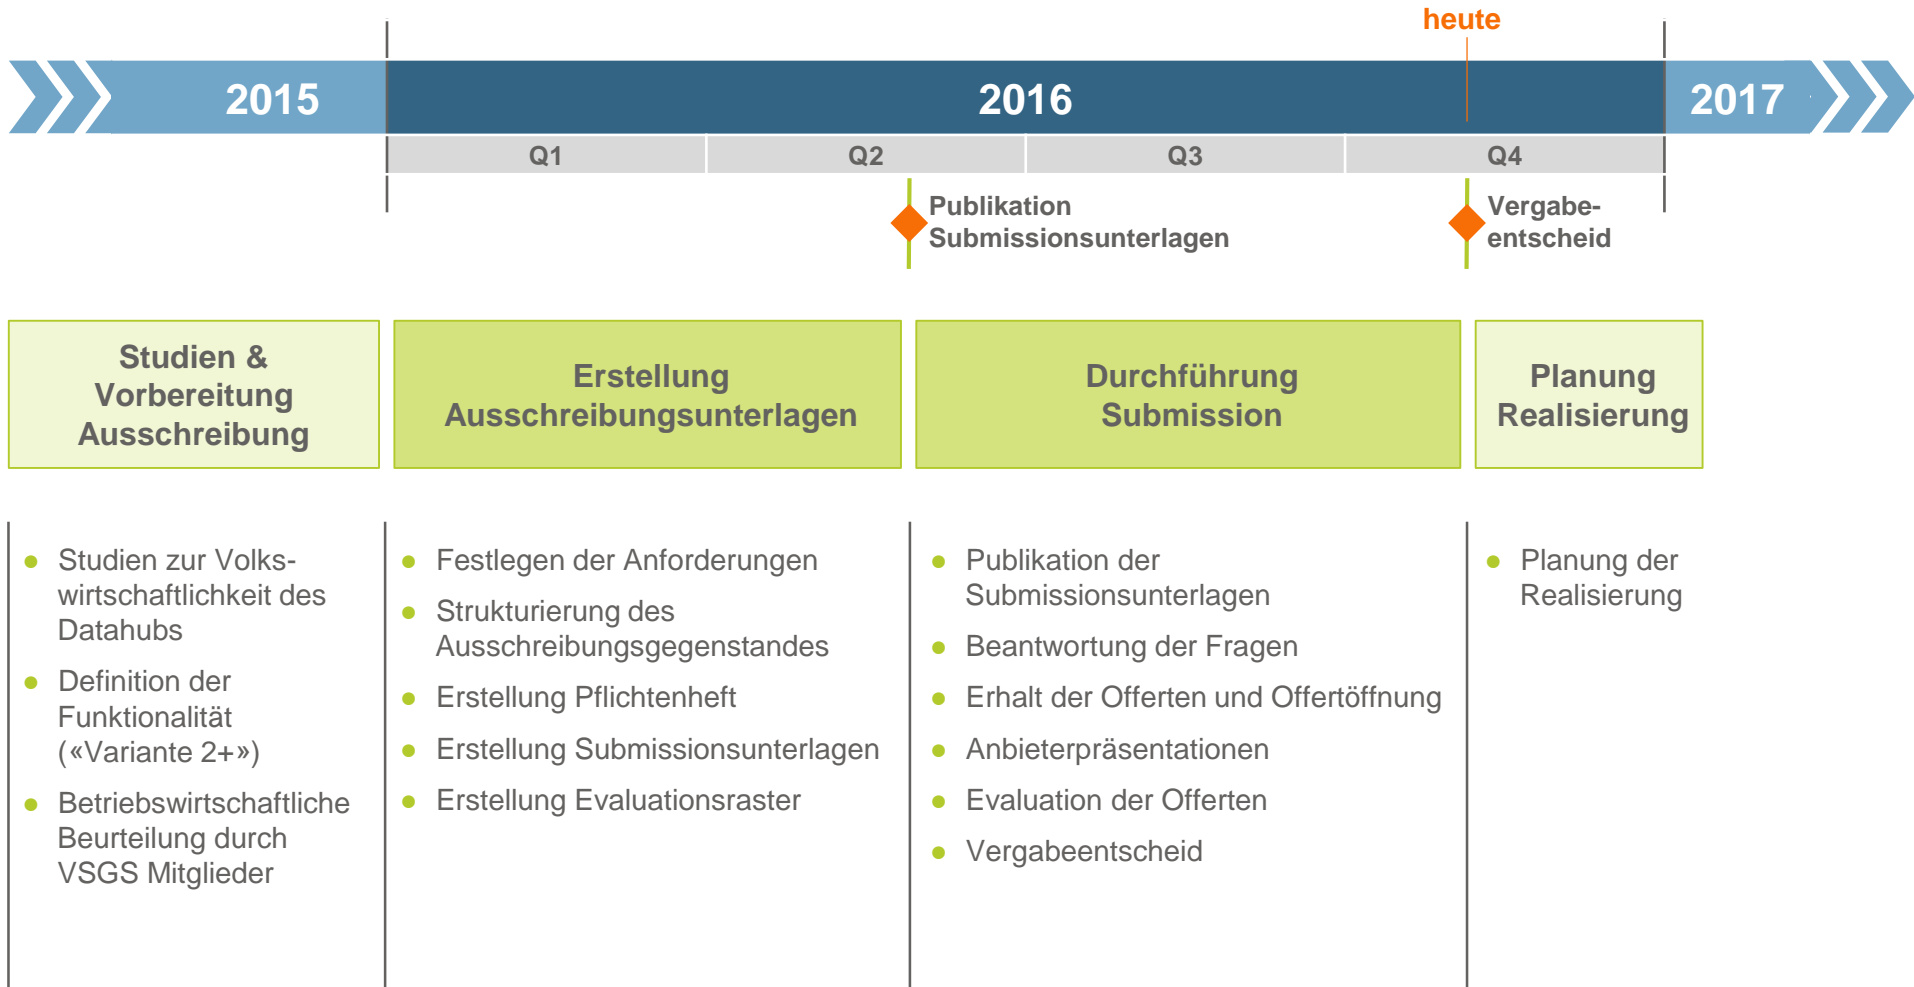 heute
2015
2016
2017
Q1
Q2
Q3
Q4
Publikation
Submissionsunterlagen
Vergabe-
entscheid
Studien &
Vorbereitung
Ausschreibung
Erstellung
Ausschreibungsunterlagen
Durchführung
Submission
Planung
Realisierung
● Studien zur Volks-
wirtschaftlichkeit des
Datahubs
● Definition der
Funktionalität
(«Variante 2+»)
● Betriebswirtschaftliche
Beurteilung durch
VSGS Mitglieder
● Festlegen der Anforderungen
● Strukturierung des
Ausschreibungsgegenstandes
● Erstellung Pflichtenheft
● Erstellung Submissionsunterlagen
● Erstellung Evaluationsraster
● Publikation der
Submissionsunterlagen
● Beantwortung der Fragen
● Erhalt der Offerten und Offertöffnung
● Anbieterpräsentationen
● Evaluation der Offerten
● Vergabeentscheid
● Planung der
Realisierung